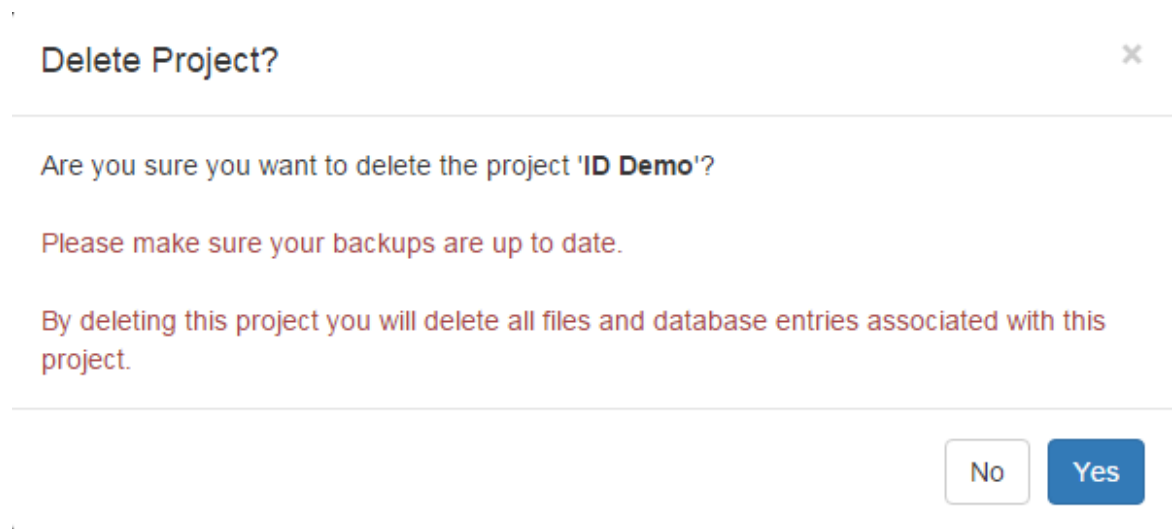 Delete Project?
×
Are you sure you want to delete the project 'ID Demo'?
Please make sure your backups are up to date.
By deleting this project you will delete all files and database entries associated with this
project.
No
Yes